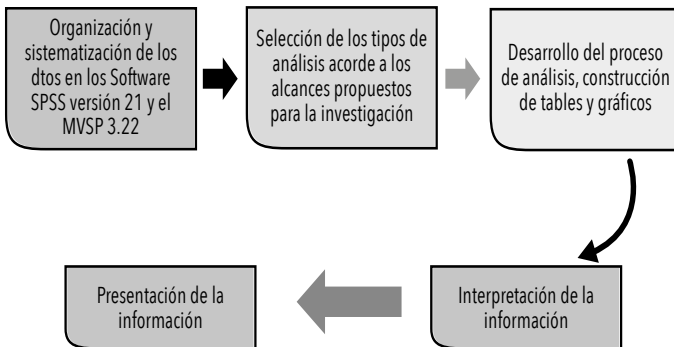 Organización y
sistematización de los
dtos en los Software
SPSS versión 21 y el
MVSP 3.22
Selección de los tipos de
análisis acorde a los
alcances propuestos
para la investigación
Desarrollo del proceso
de análisis, construcción
de tables y gráficos
Interpretación de la
información
Presentación de la
información